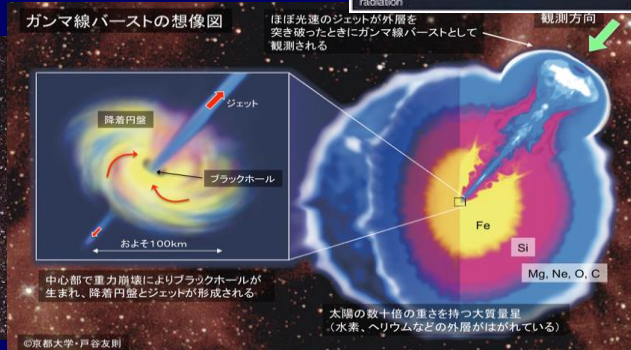 radiation
ガンマ線バーストの想像図
ほぼ光速のジェットが外層を
突き破ったときにガンマ線バーストとして
観測される
観測方向
ジェット
降着円盤
ブラックホール
およそ100km
中心部で重力崩壊によりブラックホールが
生まれ、降着円盤とジェットが形成される
Fe
Si
Mg, Ne, O, C
太陽の数十倍の重さを持つ大質量星
(水素、ヘリウムなどの外層がはがれている)
©京都大学・戸谷友則